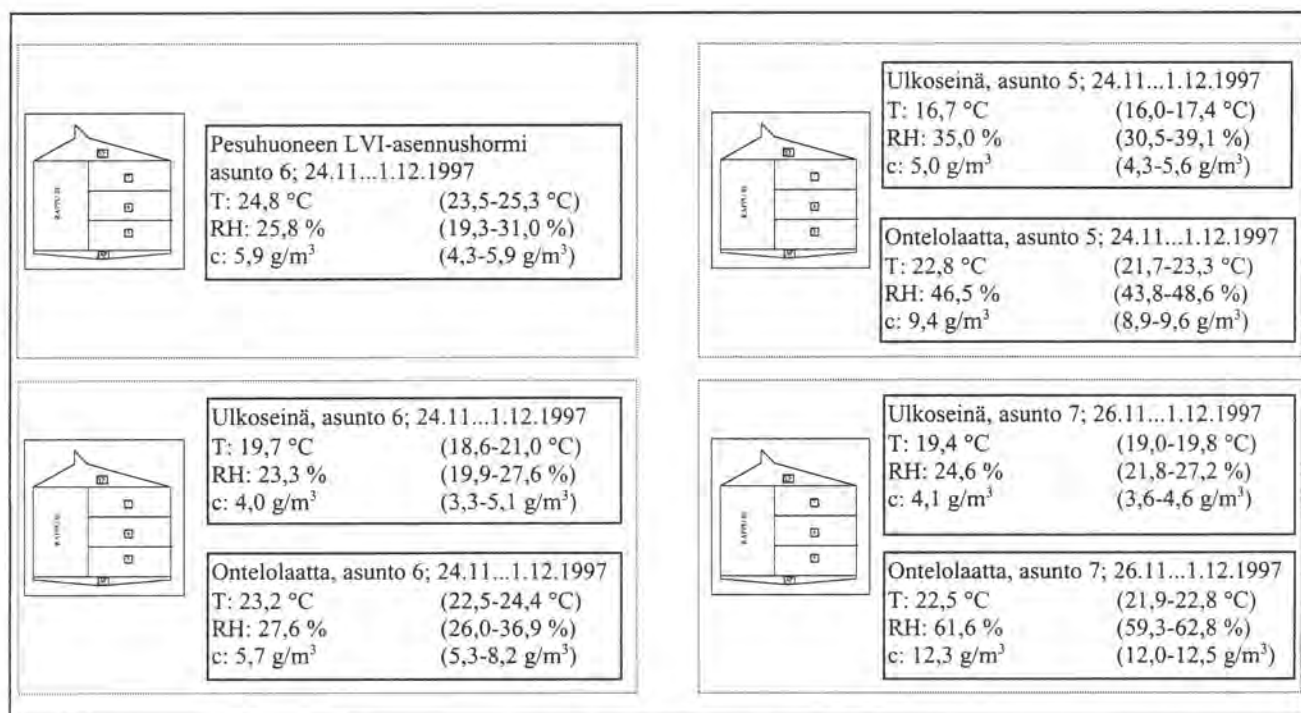 Pesuhuoneen LVI-asennushormi
asunto 6; 24.11...1.12.1997
T: 24,8 °C (23,5-25,3 °C)
RH: 25,8 % (19,3-31,0 %)
c: 5,9 g/m³ (4,3-5,9 g/m³)
Ulkoseinä, asunto 5; 24.11...1.12.1997
T: 16,7 °C (16,0-17,4 °C)
RH: 35,0 % (30,5-39,1 %)
c: 5,0 g/m³ (4,3-5,6 g/m³)
Ontelolaatta, asunto 5; 24.11...1.12.1997
T: 22,8 °C (21,7-23,3 °C)
RH: 46,5 % (43,8-48,6 %)
c: 9,4 g/m³ (8,9-9,6 g/m³)
Ulkoseinä, asunto 6; 24.11...1.12.1997
T: 19,7 °C (18,6-21,0 °C)
RH: 23,3 % (19,9-27,6 %)
c: 4,0 g/m³ (3,3-5,1 g/m³)
Ontelolaatta, asunto 6; 24.11...1.12.1997
T: 23,2 °C (22,5-24,4 °C)
RH: 27,6 % (26,0-36,9 %)
c: 5,7 g/m³ (5,3-8,2 g/m³)
Ulkoseinä, asunto 7; 26.11...1.12.1997
T: 19,4 °C (19,0-19,8 °C)
RH: 24,6 % (21,8-27,2 %)
c: 4,1 g/m³ (3,6-4,6 g/m³)
Ontelolaatta, asunto 7; 26.11...1.12.1997
T: 22,5 °C (21,9-22,8 °C)
RH: 61,6 % (59,3-62,8 %)
c: 12,3 g/m³ (12,0-12,5 g/m³)